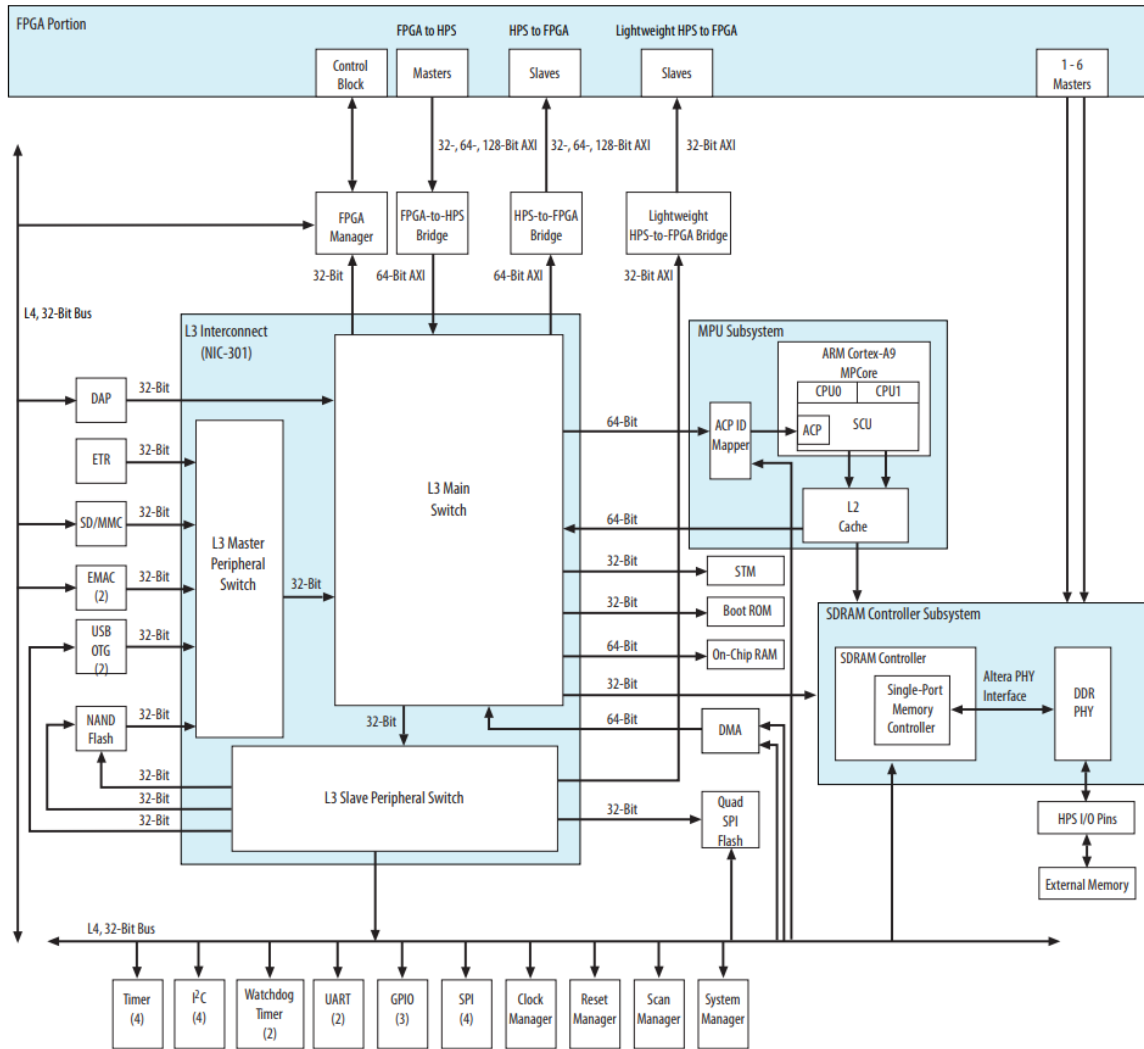 FPGA Portion
FPGA to HPS
HPS to FPGA
Lightweight HPS to FPGA
Control
Block
Masters
Slaves
Slaves
1 - 6
Masters
32-, 64-, 128-Bit AXI
32-, 64-, 128-Bit AXI
32-Bit AXI
FPGA
Manager
FPGA-to-HPS
Bridge
HPS-to-FPGA
Bridge
Lightweight
HPS-to-FPGA Bridge
32-Bit
64-Bit AXI
64-Bit AXI
32-Bit AXI
L4, 32-Bit Bus
L3 Interconnect
(NIC-301)
MPU Subsystem
ARM Cortex-A9
MPCore
CPU0
CPU1
ACP
SCU
ACP ID
Mapper
L2
Cache
DAP
32-Bit
ETR
32-Bit
SD/MMC
32-Bit
EMAC
(2)
32-Bit
USB
OTG
(2)
32-Bit
NAND
Flash
32-Bit
L3 Master
Peripheral
Switch
32-Bit
L3 Main
Switch
64-Bit
64-Bit
32-Bit
STM
32-Bit
Boot ROM
64-Bit
On-Chip RAM
32-Bit
64-Bit
DMA
32-Bit
SDRAM Controller Subsystem
SDRAM Controller
Single-Port
Memory
Controller
Altera PHY
Interface
DDR
PHY
32-Bit
32-Bit
32-Bit
L3 Slave Peripheral Switch
32-Bit
Quad
SPI
Flash
HPS I/O Pins
External Memory
L4, 32-Bit Bus
Timer
(4)
I²C
(4)
Watchdog
Timer
(2)
UART
(2)
GPIO
(3)
SPI
(4)
Clock
Manager
Reset
Manager
Scan
Manager
System
Manager